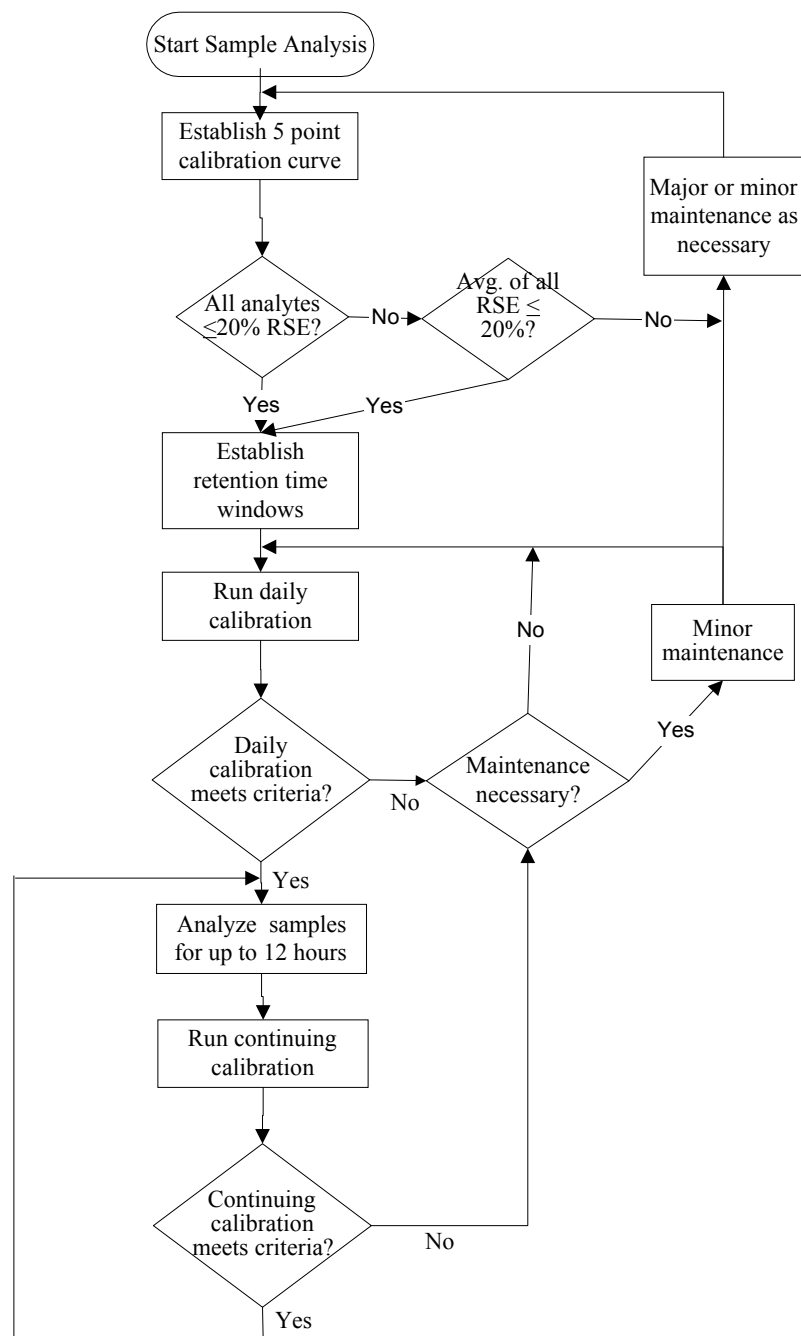 Start Sample Analysis
Establish 5 point
calibration curve
Major or minor
maintenance as
necessary
All analytes
≤20% RSE?
No
Avg. of all
RSE ≤
20%?
No
Yes
Yes
Establish
retention time
windows
Run daily
calibration
No
Minor
maintenance
Daily
calibration
meets criteria?
No
Maintenance
necessary?
Yes
Yes
Analyze samples
for up to 12 hours
Run continuing
calibration
Continuing
calibration
meets criteria?
No
Yes